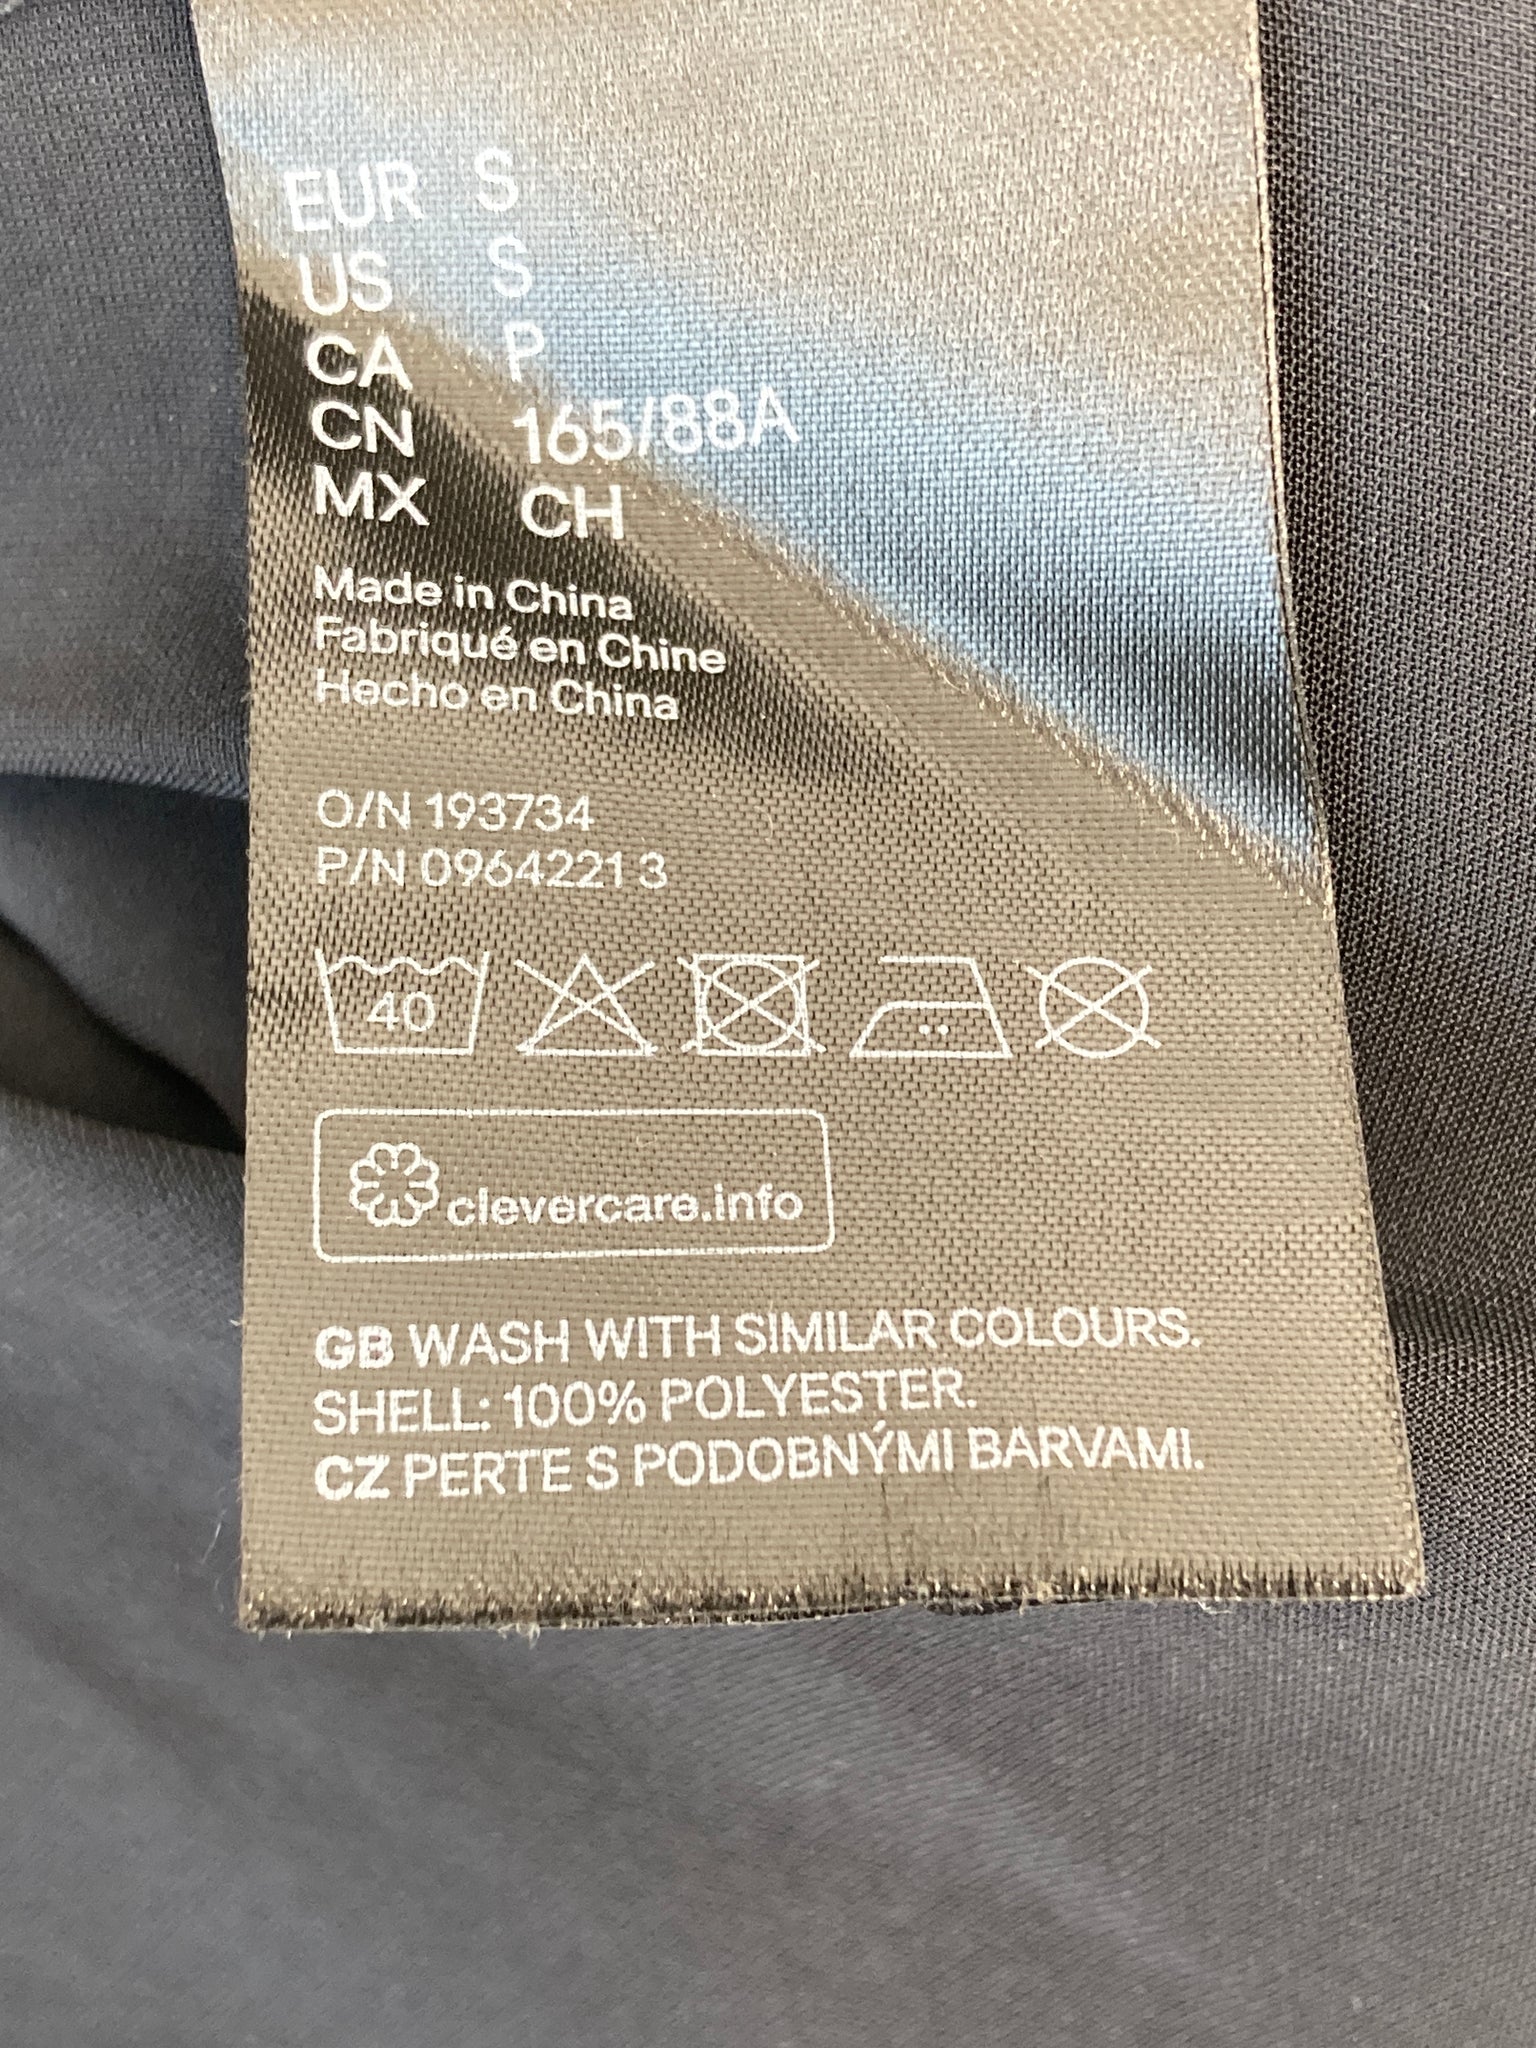 EUR S
US S
CA P
CN 165/88A
MX CH
Made in China
Fabriqué en Chine
Hecho en China
O/N 193734
P/N 0964221 3
40
clevercare.info
GB WASH WITH SIMILAR COLOURS.
SHELL: 100% POLYESTER.
CZ PERTE S PODOBNÝMI BARVAMI.